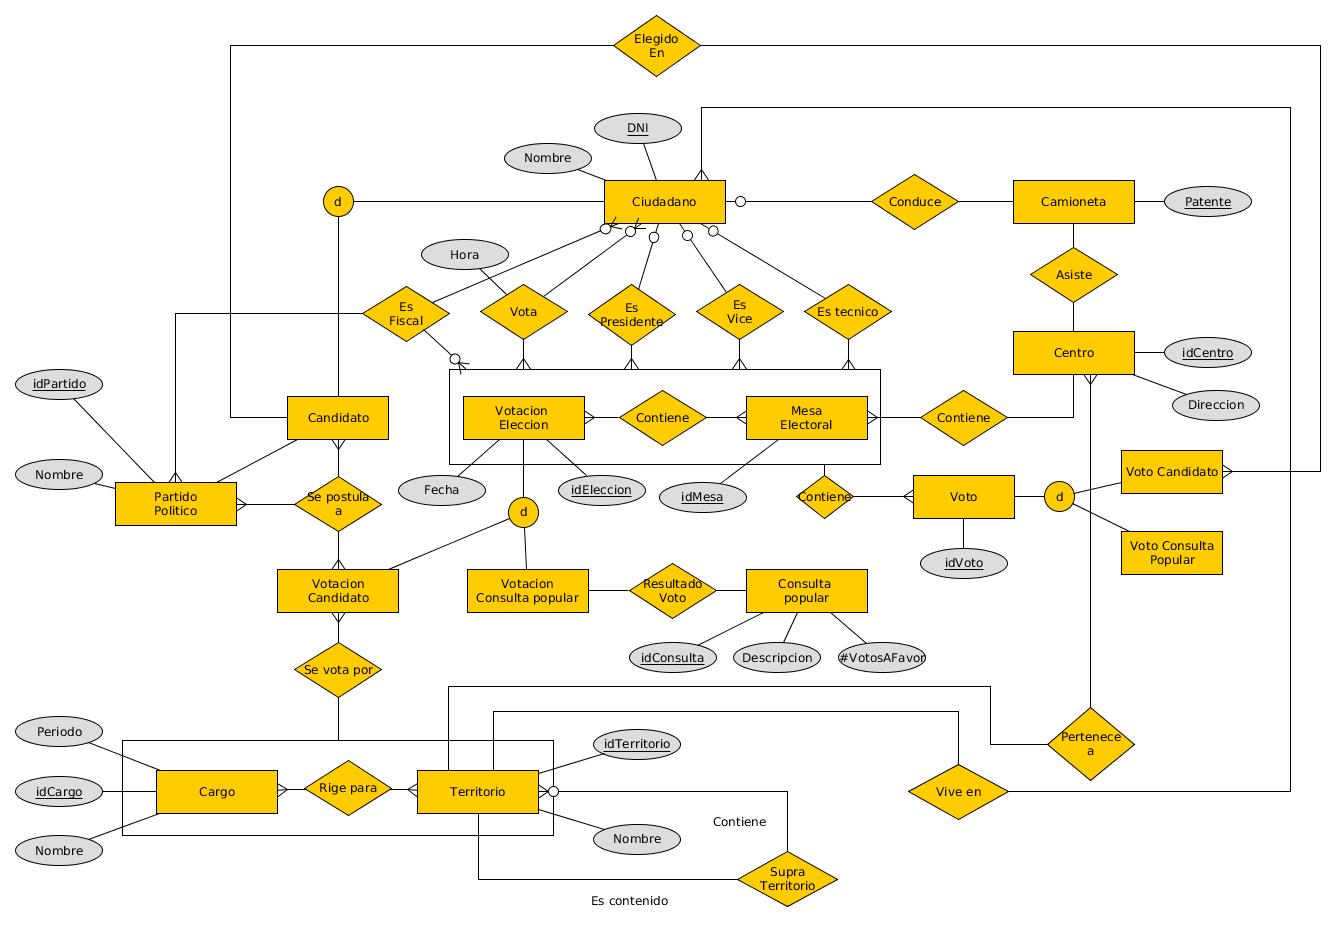 Elegido
En
DNI
Nombre
d
Ciudadano
Conduce
Camioneta
Patente
Hora
Asiste
Es
Fiscal
Vota
Es
Presidente
Es
Vice
Es tecnico
Centro
idCentro
Direccion
idPartido
Candidato
Votacion
Eleccion
Contiene
Mesa
Electoral
Contiene
Nombre
Partido
Politico
Se postula
a
Fecha
idEleccion
idMesa
Contiene
Voto
d
Voto Candidato
d
Voto Consulta
Popular
idVoto
Votacion
Candidato
Votacion
Consulta popular
Resultado
Voto
Consulta
popular
Se vota por
idConsulta
Descripcion
#VotosAFavor
Periodo
idTerritorio
Pertenece
a
idCargo
Cargo
Rige para
Territorio
Vive en
Contiene
Nombre
Nombre
Supra
Territorio
Es contenido